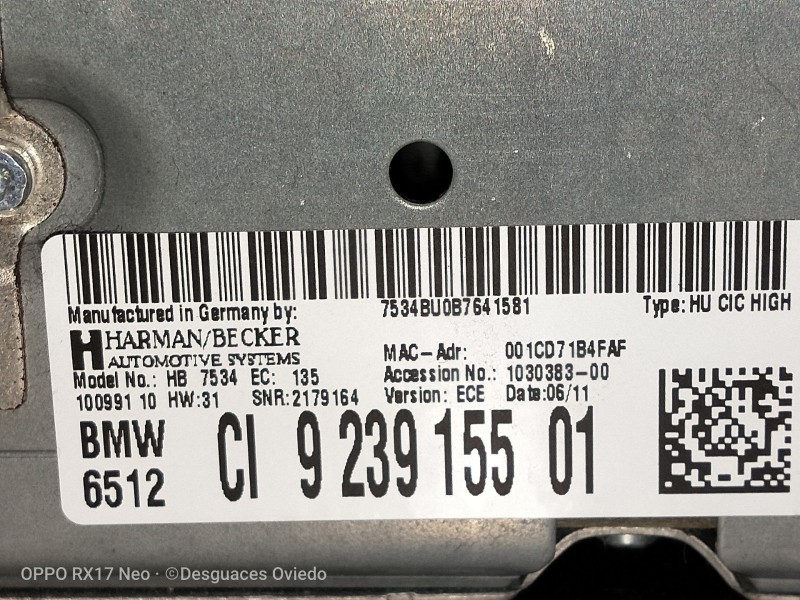 Manufactured in Germany by: 7534BU0B7641581 Type: HU CIC HIGH
HARMAN/BECKER
AUTOMOTIVE SYSTEMS
MAC-Adr: 001CD71B4FAF
Model No.: HB 7534 EC: 135 Accession No.: 1030383-00
100991 10 HW:31 SNR:2179164 Version: ECE Date:06/11
BMW
6512
CI 9 239 155 01
OPPO RX17 Neo · ©Desguaces Oviedo